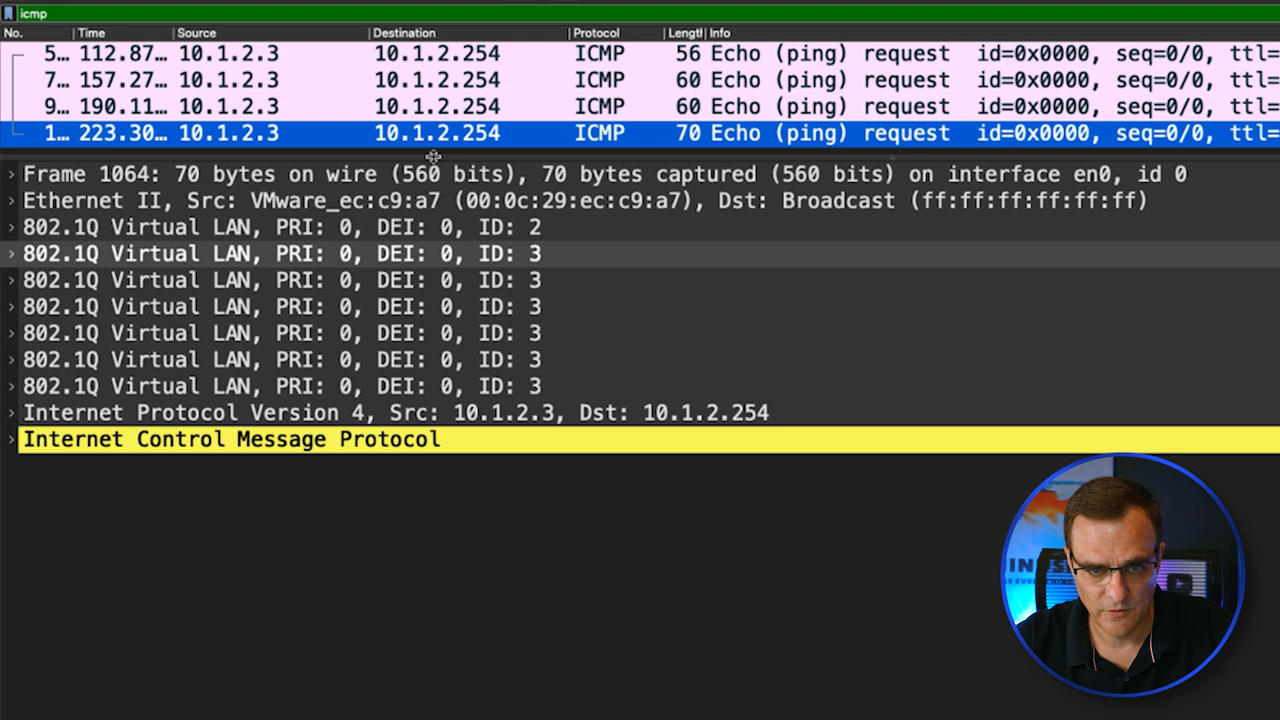 icmp
No. Time Source Destination Protocol Length Info
5… 112.87… 10.1.2.3 10.1.2.254 ICMP 56 Echo (ping) request id=0x0000, seq=0/0, ttl=
7… 157.27… 10.1.2.3 10.1.2.254 ICMP 60 Echo (ping) request id=0x0000, seq=0/0, ttl=
9… 190.11… 10.1.2.3 10.1.2.254 ICMP 60 Echo (ping) request id=0x0000, seq=0/0, ttl=
1… 223.30… 10.1.2.3 10.1.2.254 ICMP 70 Echo (ping) request id=0x0000, seq=0/0, ttl=
Frame 1064: 70 bytes on wire (560 bits), 70 bytes captured (560 bits) on interface en0, id 0
Ethernet II, Src: VMware_ec:c9:a7 (00:0c:29:ec:c9:a7), Dst: Broadcast (ff:ff:ff:ff:ff:ff)
802.1Q Virtual LAN, PRI: 0, DEI: 0, ID: 2
802.1Q Virtual LAN, PRI: 0, DEI: 0, ID: 3
802.1Q Virtual LAN, PRI: 0, DEI: 0, ID: 3
802.1Q Virtual LAN, PRI: 0, DEI: 0, ID: 3
802.1Q Virtual LAN, PRI: 0, DEI: 0, ID: 3
802.1Q Virtual LAN, PRI: 0, DEI: 0, ID: 3
802.1Q Virtual LAN, PRI: 0, DEI: 0, ID: 3
Internet Protocol Version 4, Src: 10.1.2.3, Dst: 10.1.2.254
Internet Control Message Protocol